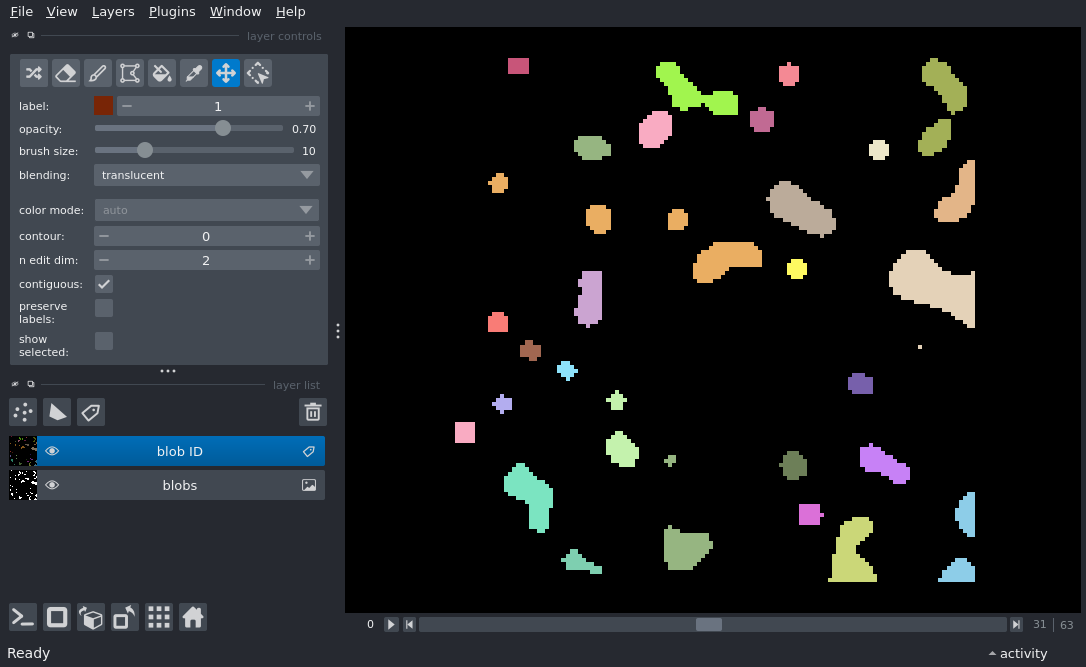 File View Layers Plugins Window Help
layer controls
label: 1
opacity: 0.70
brush size: 10
blending: translucent
color mode: auto
contour: 0
n edit dim: 2
contiguous:
preserve
labels:
show
selected:
layer list
blob ID
blobs
0 31 63
Ready activity